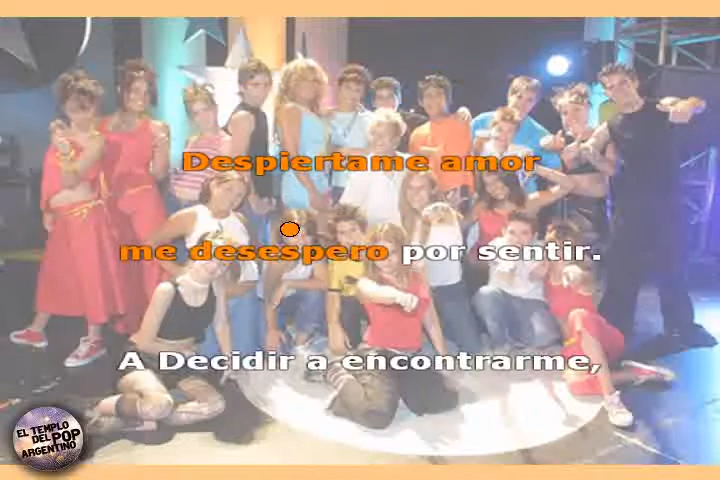 Despiertame amor
me desespero por sentir.
A Decidir a encontrarme,
EL TEMPLO
DEL POP
ARGENTINO